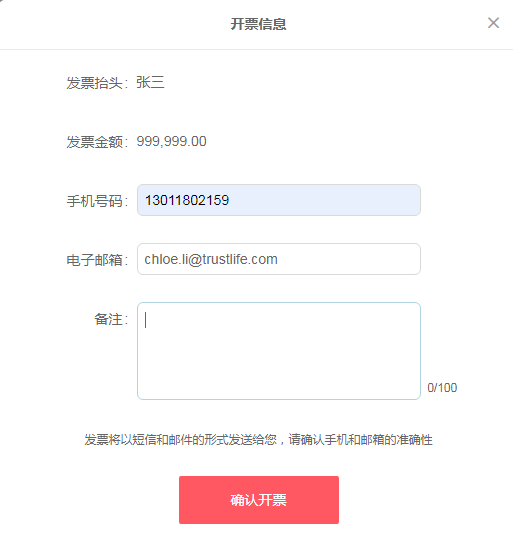 开票信息
发票抬头: 张三
发票金额: 999,999.00
手机号码: 13011802159
电子邮箱: chloe.li@trustlife.com
备注:
0/100
发票将以短信和邮件的形式发送给您，请确认手机和邮箱的准确性
确认开票